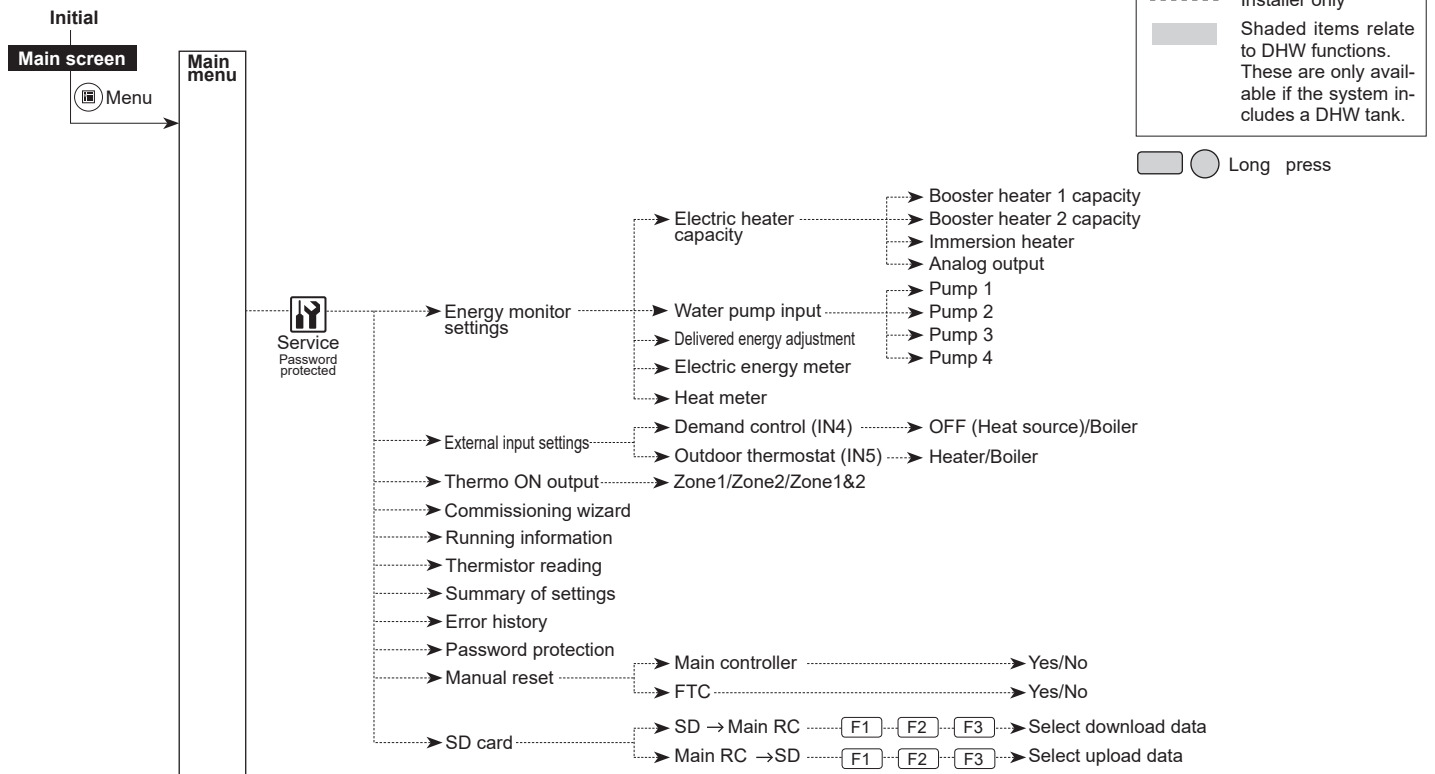 Installer only
Shaded items relate
to DHW functions.
These are only avail-
able if the system in-
cludes a DHW tank.
Long press
Initial
Main screen
Menu
Main
menu
Service
Password
protected
Energy monitor
settings
Electric heater
capacity
Booster heater 1 capacity
Booster heater 2 capacity
Immersion heater
Analog output
Water pump input
Pump 1
Pump 2
Pump 3
Pump 4
Delivered energy adjustment
Electric energy meter
Heat meter
External input settings
Demand control (IN4)
OFF (Heat source)/Boiler
Outdoor thermostat (IN5)
Heater/Boiler
Thermo ON output
Zone1/Zone2/Zone1&2
Commissioning wizard
Running information
Thermistor reading
Summary of settings
Error history
Password protection
Manual reset
Main controller
Yes/No
FTC
Yes/No
SD card
SD → Main RC
F1 F2 F3
Select download data
Main RC →SD
F1 F2 F3
Select upload data